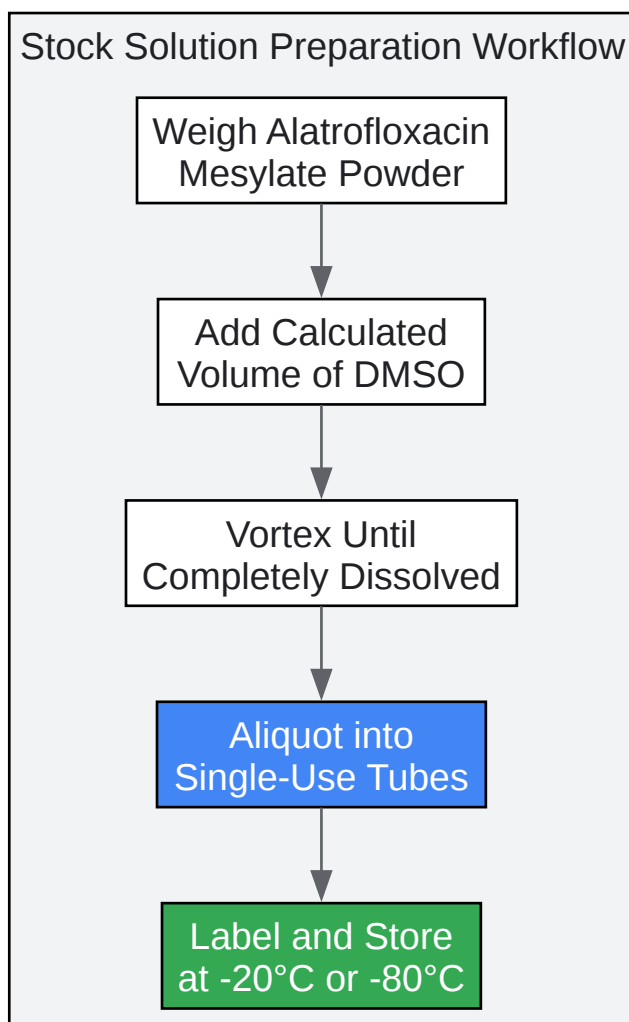 Stock Solution Preparation Workflow
Weigh Alatrofloxacin
Mesylate Powder
Add Calculated
Volume of DMSO
Vortex Until
Completely Dissolved
Aliquot into
Single-Use Tubes
Label and Store
at -20°C or -80°C